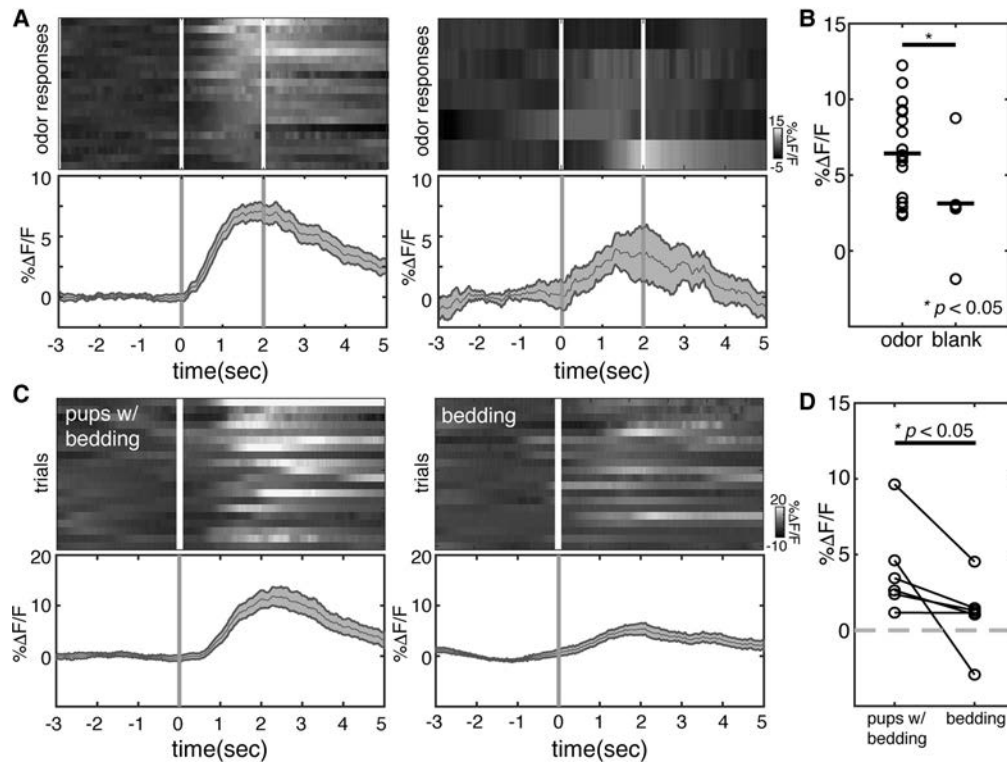 A
odor responses
odor responses
15
-5
%ΔF/F
10
5
0
%ΔF/F
-3 -2 -1 0 1 2 3 4 5
time(sec)
10
5
0
%ΔF/F
-3 -2 -1 0 1 2 3 4 5
time(sec)
B
15
10
5
0
%ΔF/F
*
* p < 0.05
odor blank
C
pups w/
bedding
trials
bedding
20
-10
%ΔF/F
20
10
0
%ΔF/F
-3 -2 -1 0 1 2 3 4 5
time(sec)
20
10
0
%ΔF/F
-3 -2 -1 0 1 2 3 4 5
time(sec)
D
15
10
5
0
%ΔF/F
* p < 0.05
pups w/
bedding
bedding